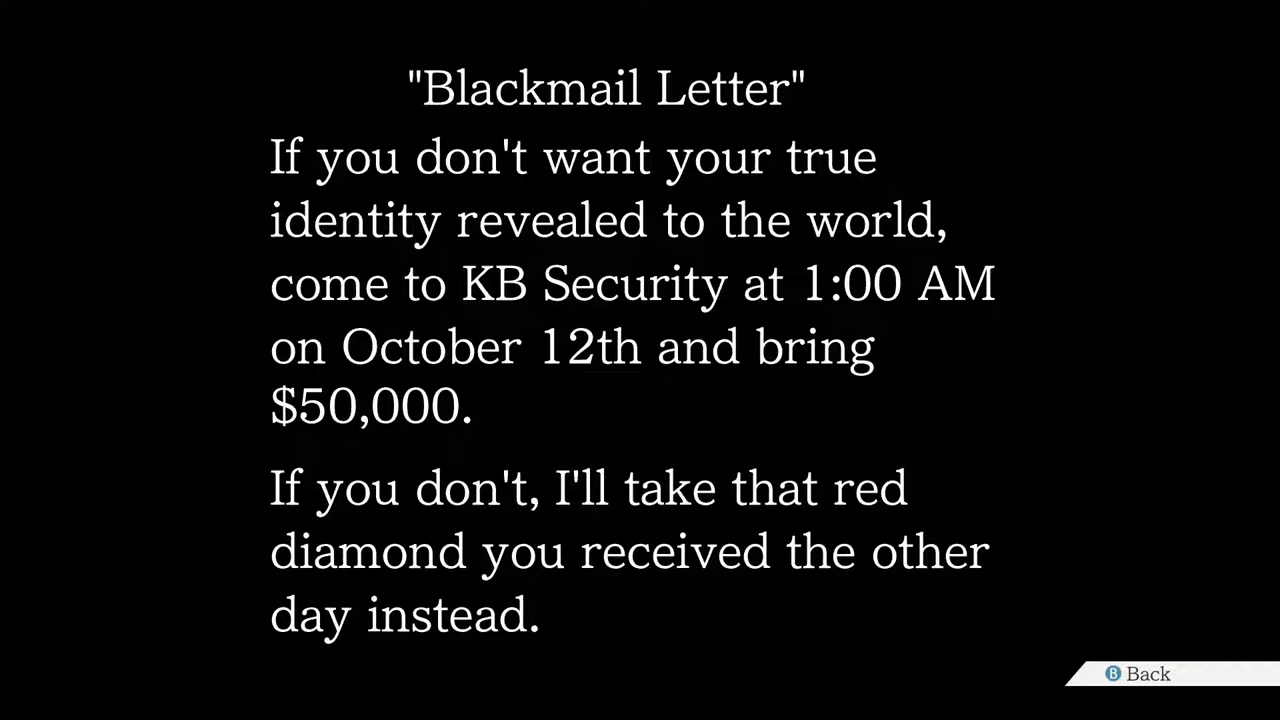 "Blackmail Letter"
If you don't want your true
identity revealed to the world,
come to KB Security at 1:00 AM
on October 12th and bring
$50,000.
If you don't, I'll take that red
diamond you received the other
day instead.
B Back